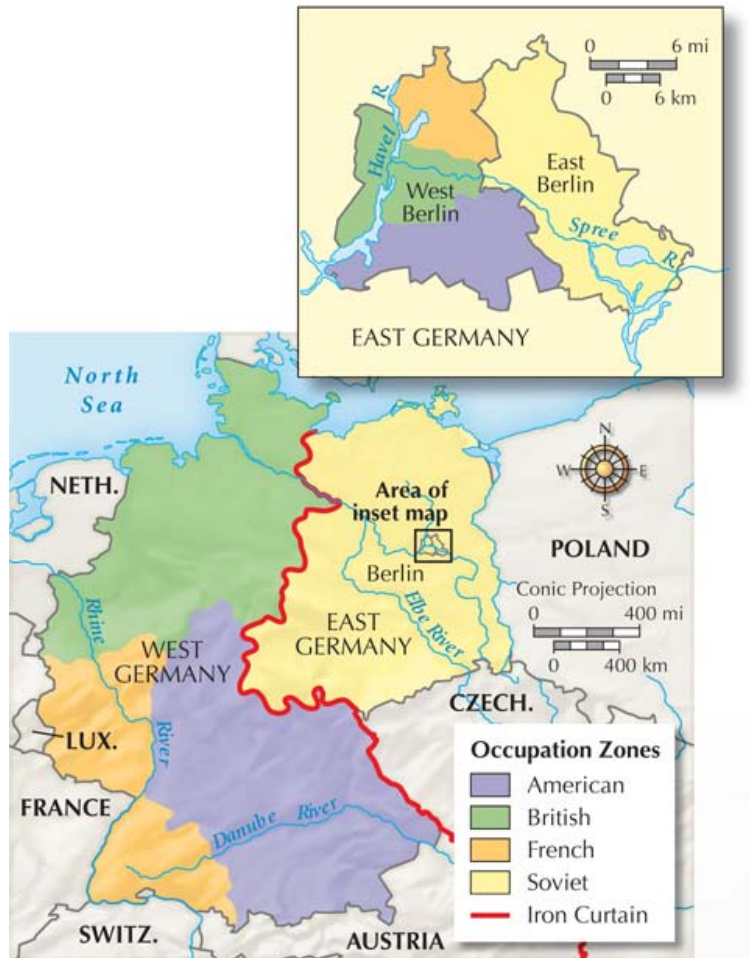 0 6 mi
0 6 km
Havel R.
East
Berlin
West
Berlin
Spree R.
EAST GERMANY
North
Sea
N
W E
S
NETH.
Area of
inset map
POLAND
Berlin
Conic Projection
0 400 mi
0 400 km
Rhine River
Elbe River
EAST
GERMANY
WEST
GERMANY
CZECH.
LUX.
FRANCE
Danube River
SWITZ.
AUSTRIA
Occupation Zones
American
British
French
Soviet
Iron Curtain